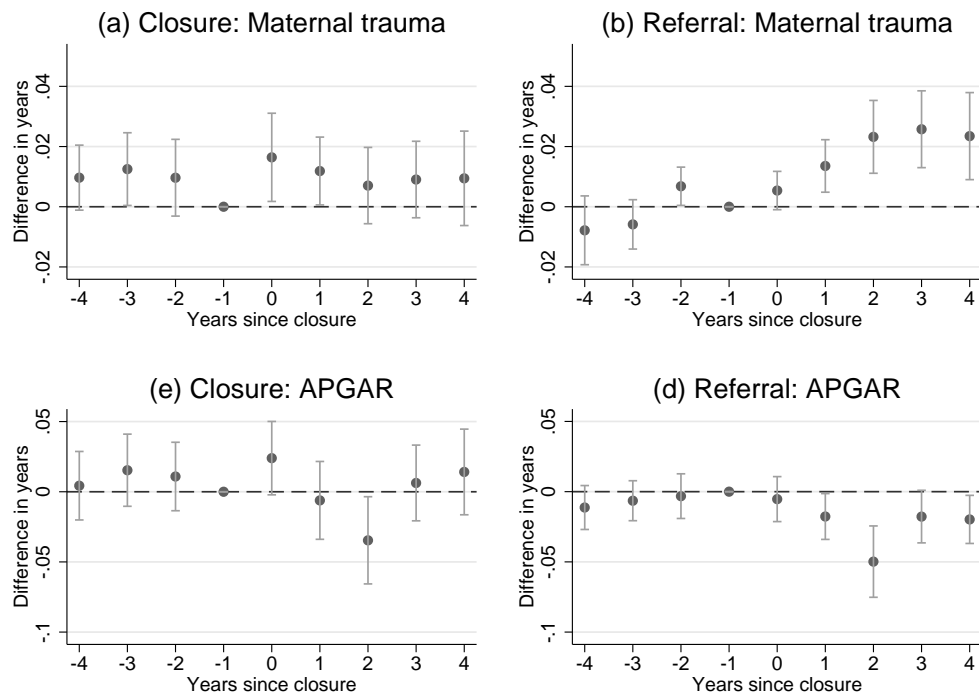 (a) Closure: Maternal trauma
Difference in years
.04
.02
0
-.02
-4 -3 -2 -1 0 1 2 3 4
Years since closure
(b) Referral: Maternal trauma
Difference in years
.04
.02
0
-.02
-4 -3 -2 -1 0 1 2 3 4
Years since closure
(e) Closure: APGAR
Difference in years
.05
0
-.05
-.1
-4 -3 -2 -1 0 1 2 3 4
Years since closure
(d) Referral: APGAR
Difference in years
.05
0
-.05
-.1
-4 -3 -2 -1 0 1 2 3 4
Years since closure